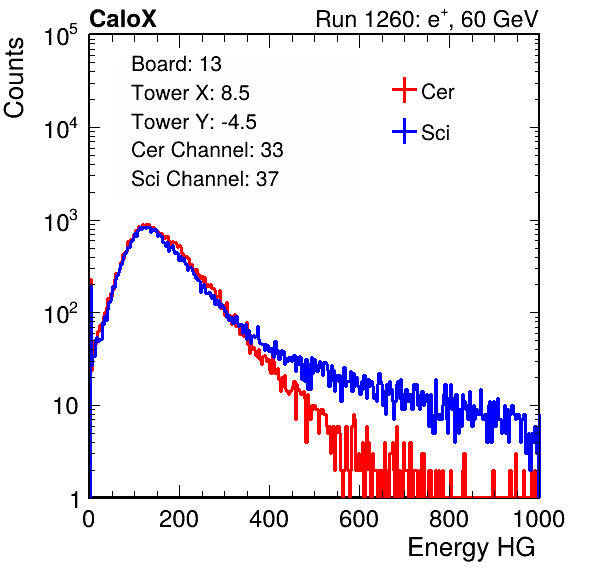 CaloX Run 1260: e⁺, 60 GeV
Counts
10⁵
10⁴
10³
10²
10
1
Board: 13
Tower X: 8.5
Tower Y: -4.5
Cer Channel: 33
Sci Channel: 37
Cer
Sci
0 200 400 600 800 1000
Energy HG